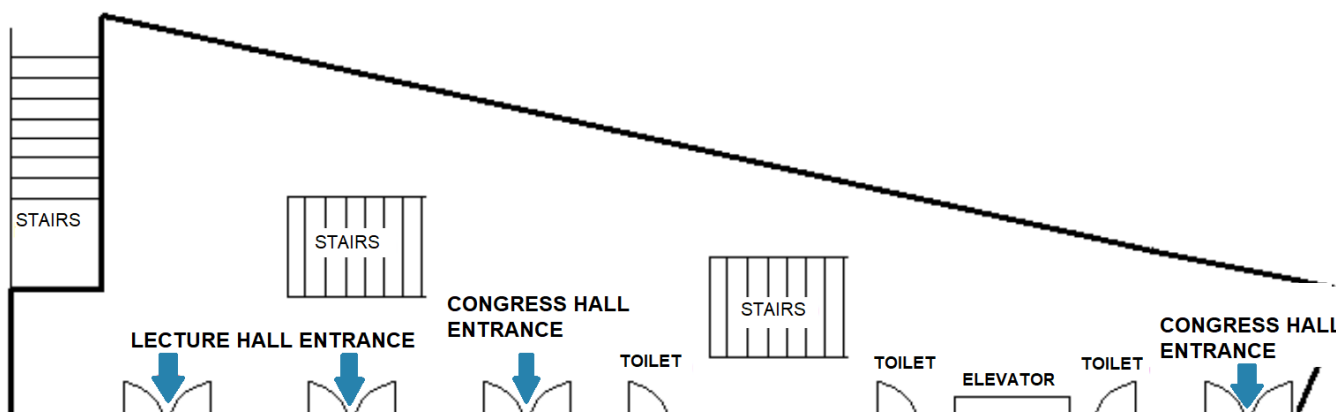 STAIRS
STAIRS
STAIRS
CONGRESS HALL
ENTRANCE
LECTURE HALL ENTRANCE
TOILET
TOILET
ELEVATOR
TOILET
CONGRESS HALL
ENTRANCE